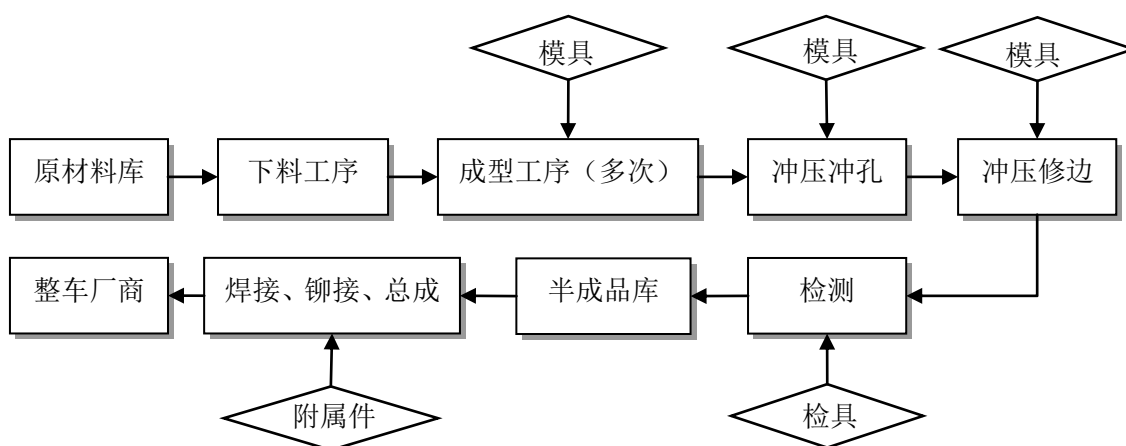 模具
模具
模具
原材料库
下料工序
成型工序（多次）
冲压冲孔
冲压修边
整车厂商
焊接、铆接、总成
半成品库
检测
附属件
检具